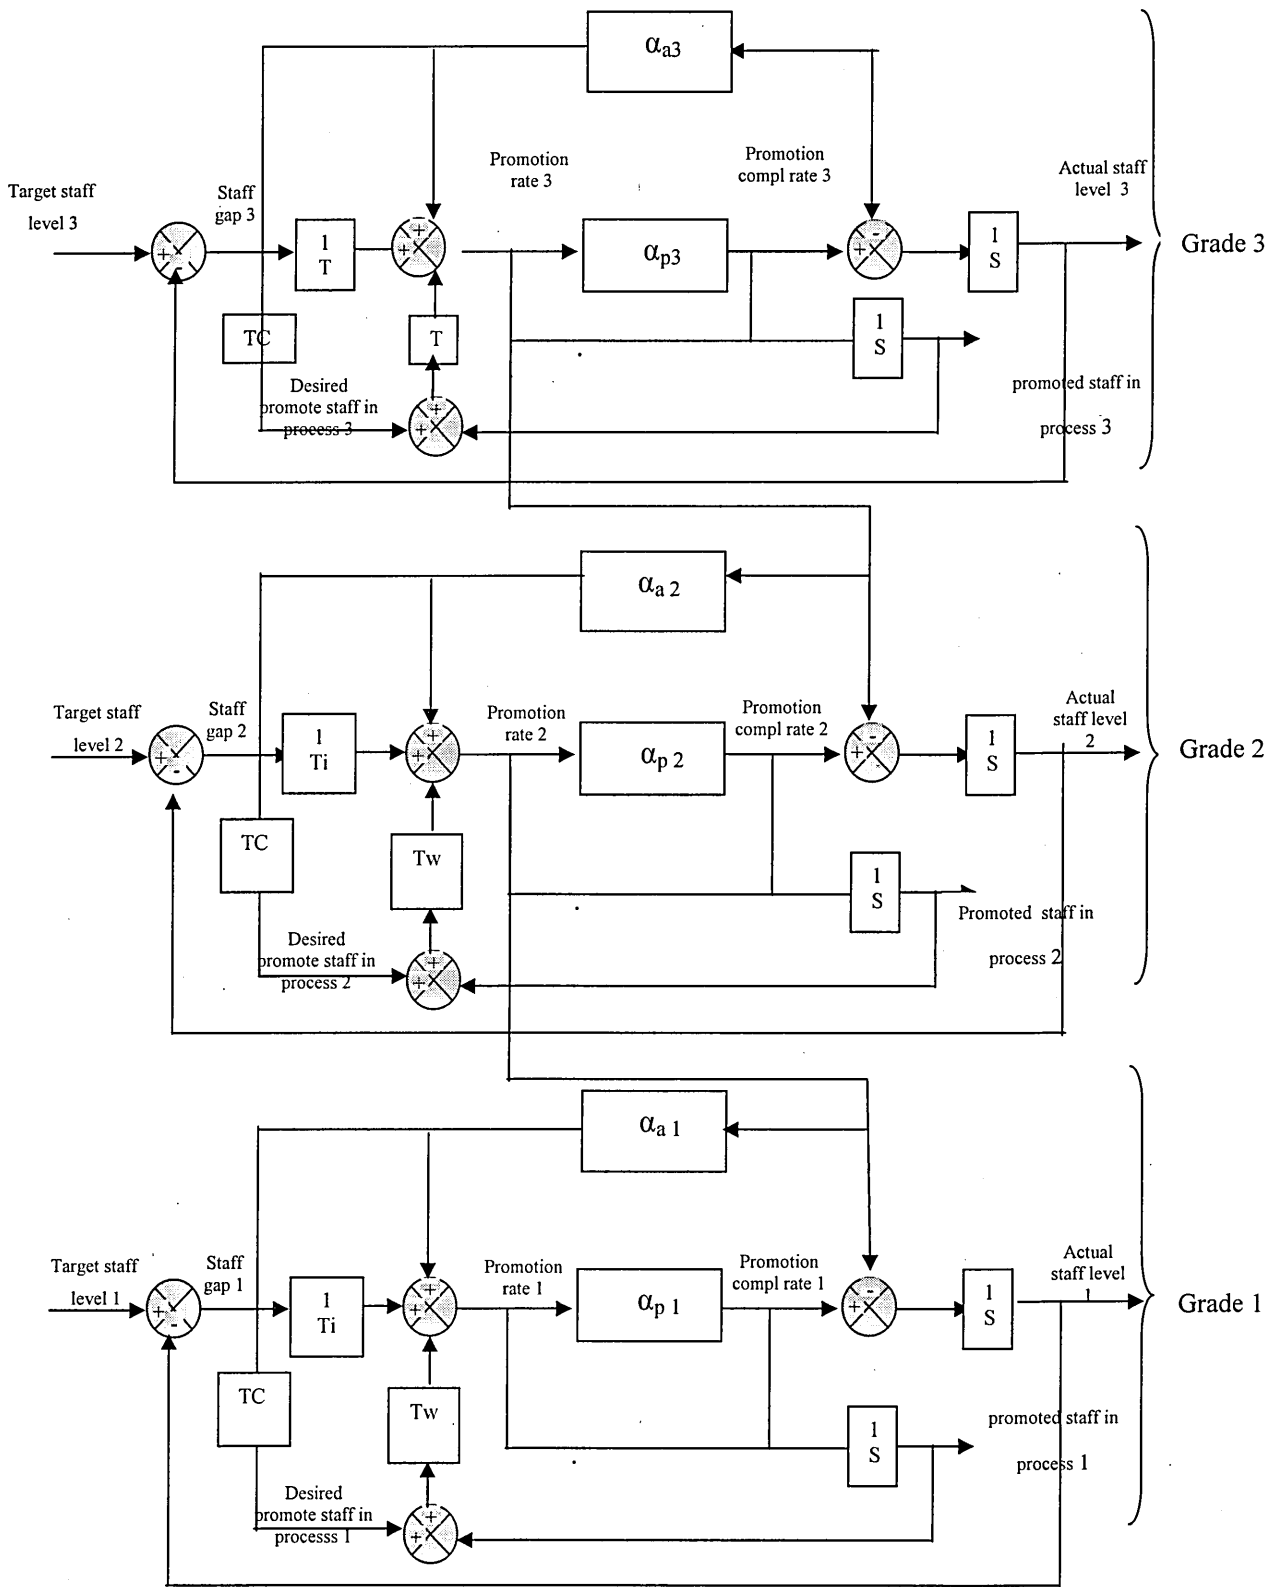 αa3
Promotion
rate 3
Promotion
compl rate 3
Actual staff
level 3
Target staff
level 3
Staff
gap 3
+
-
1
T
+
+
αp3
-
+
1
S
Grade 3
TC
T
1
S
Desired
promote staff in
process 3
+
+
promoted staff in
process 3
αa 2
Target staff
level 2
Staff
gap 2
Promotion
rate 2
Promotion
compl rate 2
Actual
staff level
2
+
-
1
Ti
+
+
αp 2
-
+
1
S
Grade 2
TC
Tw
1
S
Promoted staff in
process 2
Desired
promote staff in
process 2
+
+
αa 1
Target staff
level 1
Staff
gap 1
Promotion
rate 1
Promotion
compl rate 1
Actual
staff level
1
+
-
1
Ti
+
+
αp 1
-
+
1
S
Grade 1
TC
Tw
1
S
promoted staff in
process 1
Desired
promote staff in
processs 1
+
+